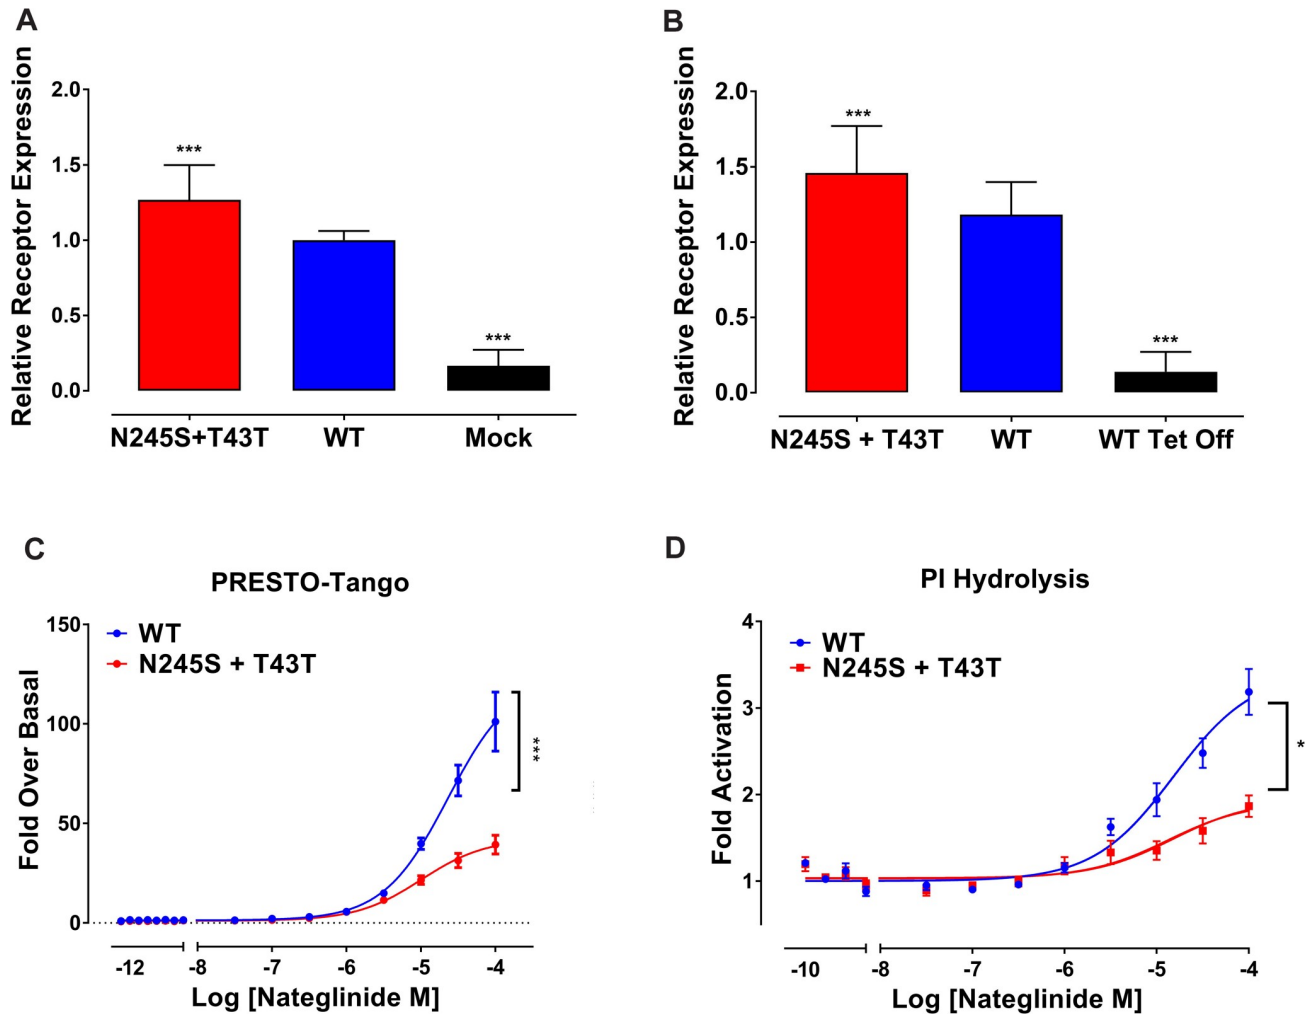 A
Relative Receptor Expression
2.0
1.5
1.0
0.5
0.0
***
***
N245S+T43T WT Mock
B
Relative Receptor Expression
2.0
1.5
1.0
0.5
0.0
***
***
N245S + T43T WT WT Tet Off
C
PRESTO-Tango
Fold Over Basal
150
100
50
0
WT
N245S + T43T
***
-12 -8 -7 -6 -5 -4
Log [Nateglinide M]
D
PI Hydrolysis
Fold Activation
4
3
2
1
WT
N245S + T43T
*
-10 -8 -7 -6 -5 -4
Log [Nateglinide M]